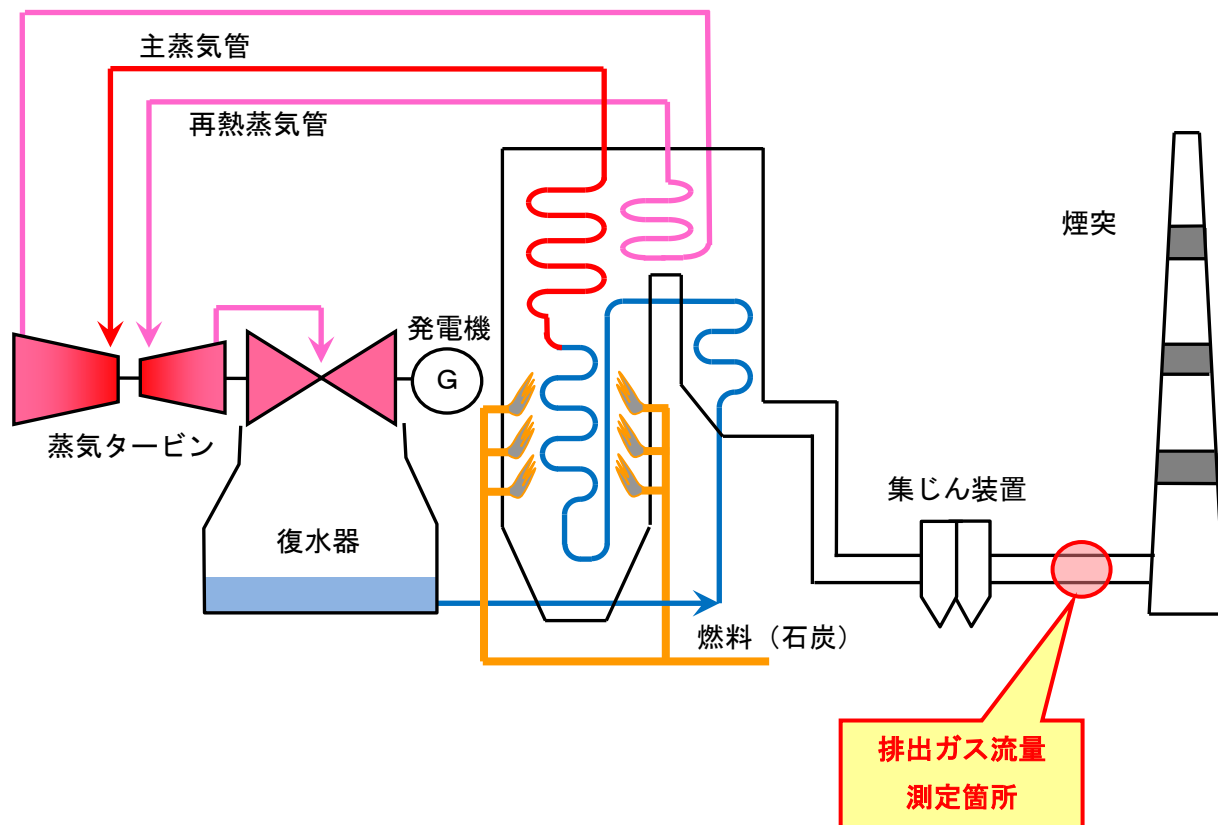 主蒸気管
再熱蒸気管
煙突
発電機
G
蒸気タービン
集じん装置
復水器
燃料（石炭）
排出ガス流量
測定箇所